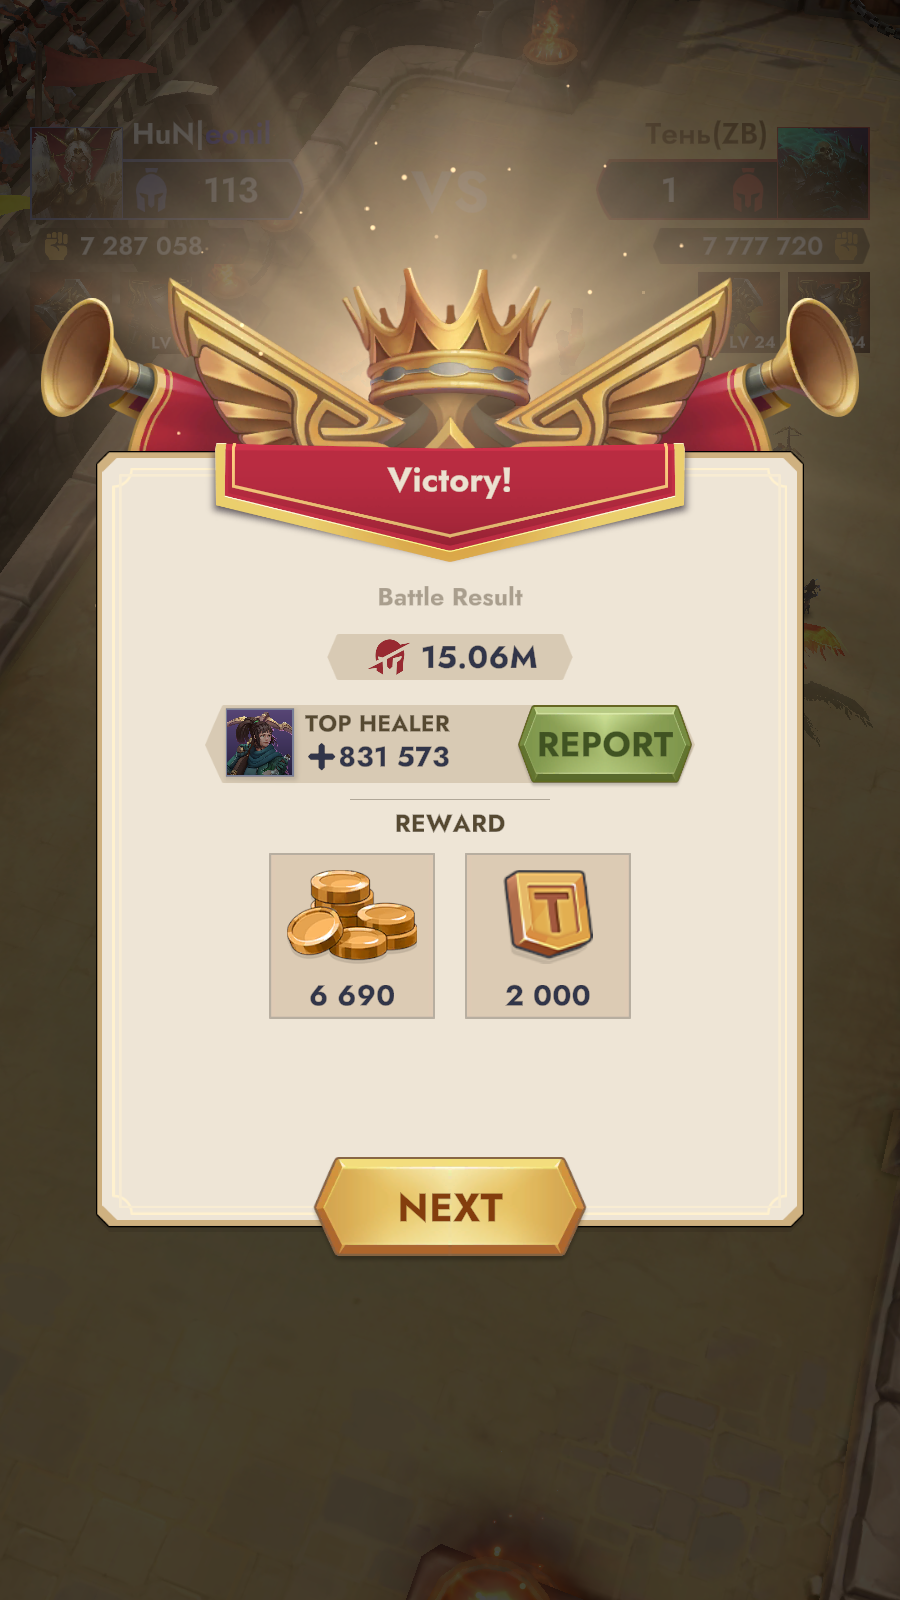 HuN|
Тень(ZB)
113
VS
1
7 287 058
7 777 720
LV
LV 24
24
Victory!
Battle Result
15.06M
TOP HEALER
+831 573
REPORT
REWARD
6 690
T
2 000
NEXT